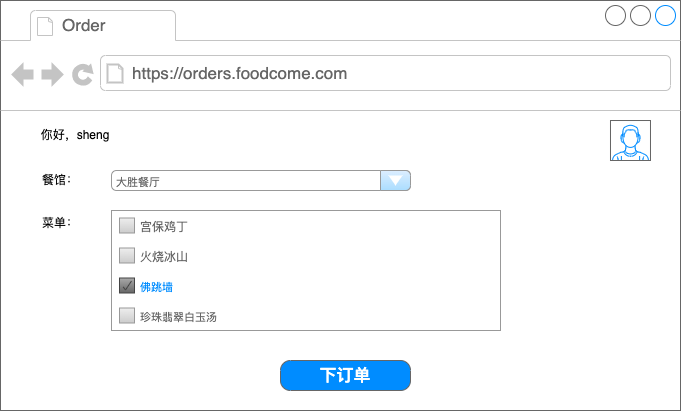 Order
https://orders.foodcome.com
你好，sheng
餐馆： 大胜餐厅
菜单： 宫保鸡丁
火烧冰山
佛跳墙
珍珠翡翠白玉汤
下订单